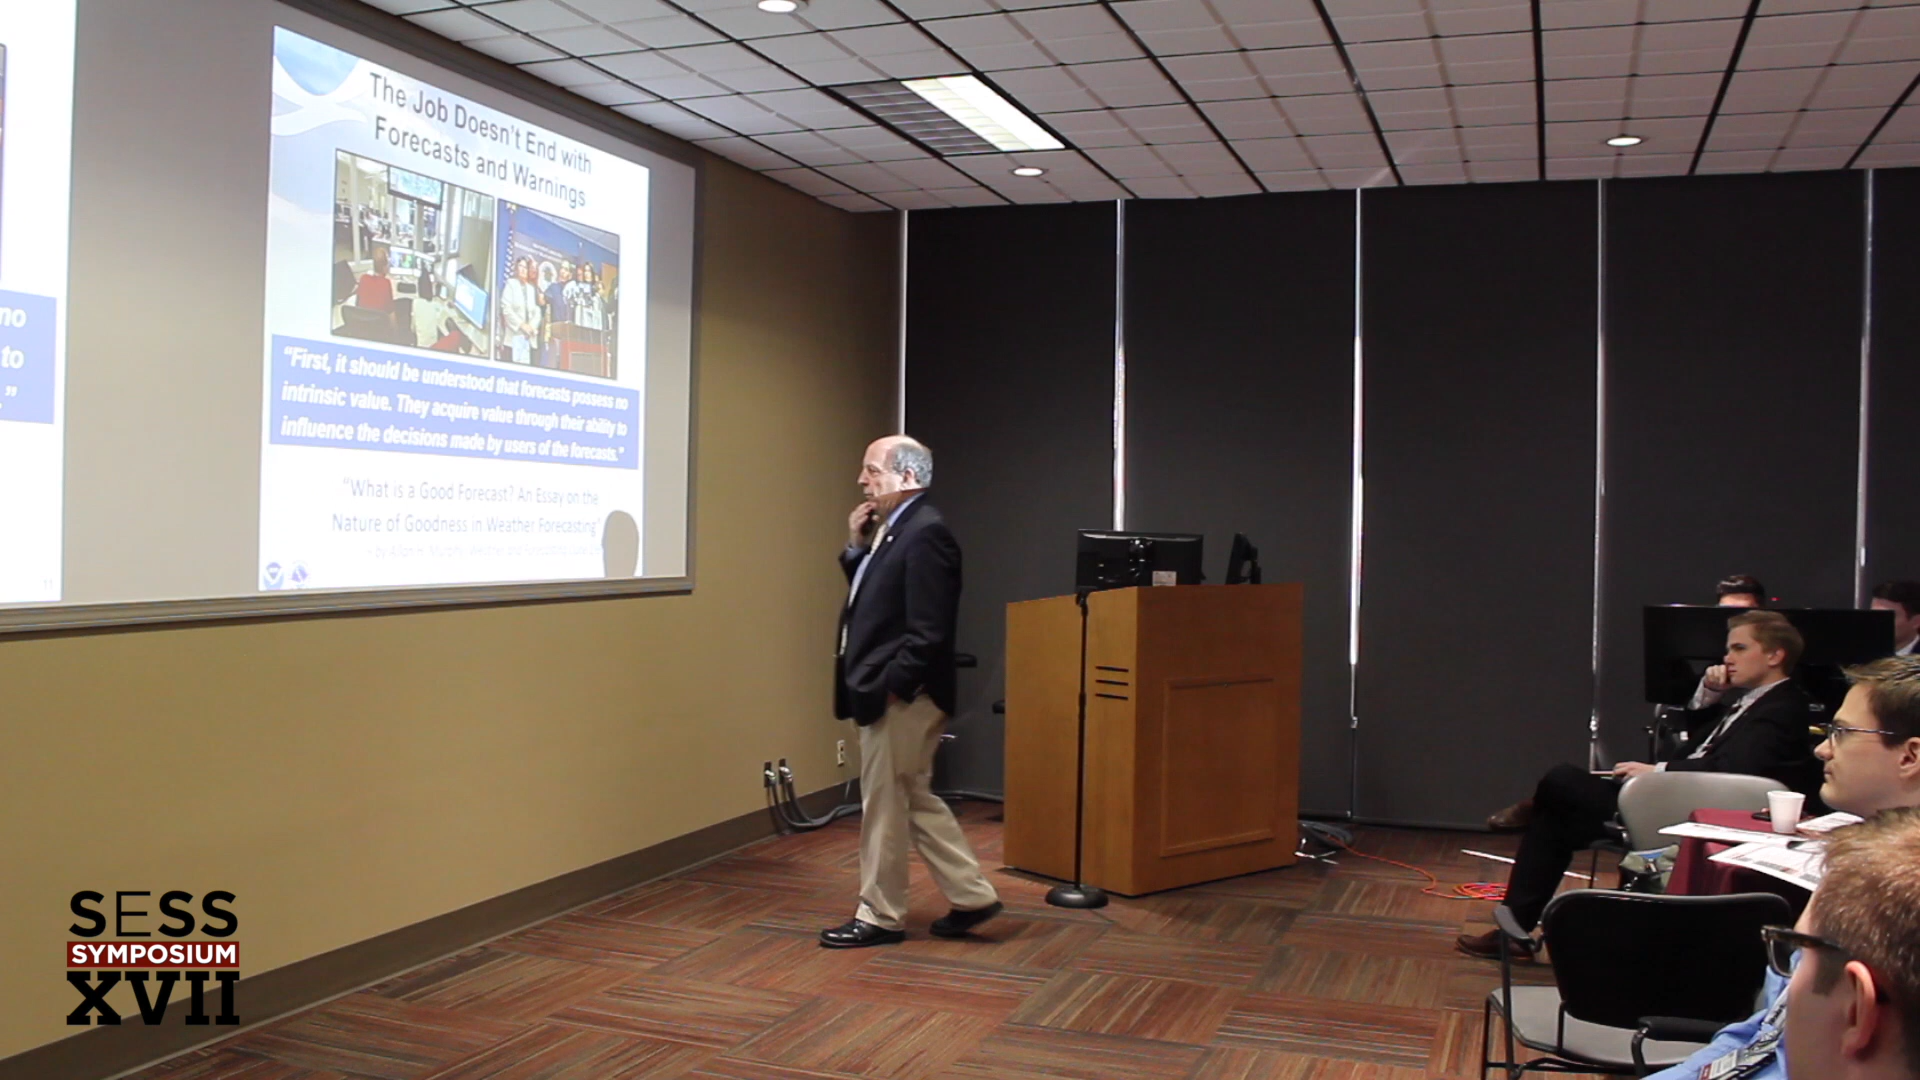 no
to
.”
The Job Doesn't End with
Forecasts and Warnings
“First, it should be understood that forecasts possess no
intrinsic value. They acquire value through their ability to
influence the decisions made by users of the forecasts.”
“What is a Good Forecast? An Essay on the
Nature of Goodness in Weather Forecasting”
11
SESS
SYMPOSIUM
XVII